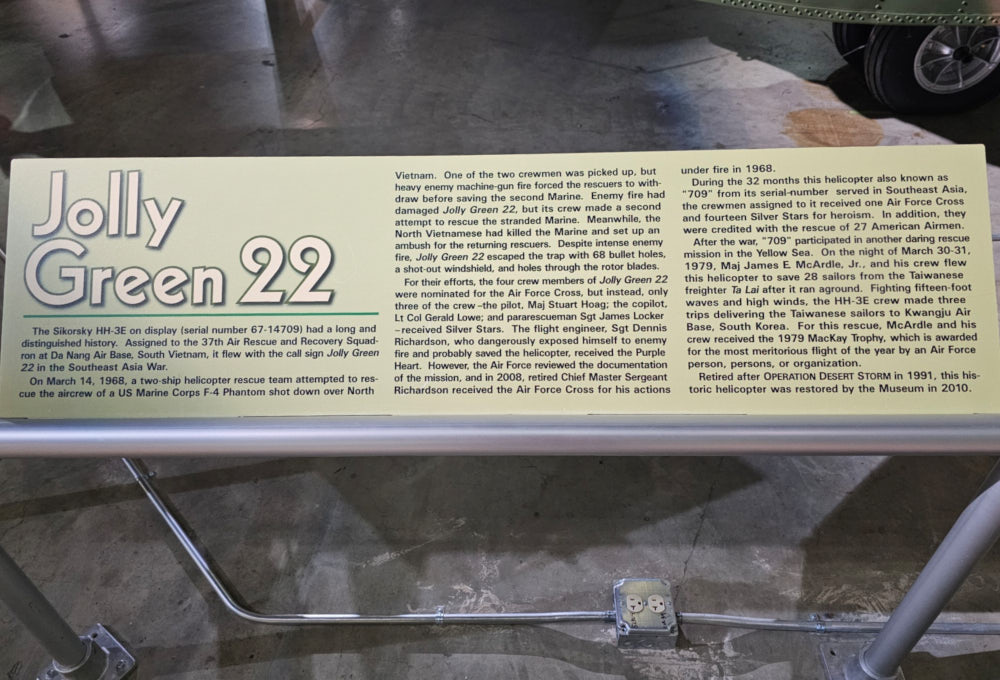 Jolly
Green 22
The Sikorsky HH-3E on display (serial number 67-14709) had a long and
distinguished history. Assigned to the 37th Air Rescue and Recovery Squad-
ron at Da Nang Air Base, South Vietnam, it flew with the call sign Jolly Green
22 in the Southeast Asia War.
On March 14, 1968, a two-ship helicopter rescue team attempted to res-
cue the aircrew of a US Marine Corps F-4 Phantom shot down over North
Vietnam. One of the two crewmen was picked up, but
heavy enemy machine-gun fire forced the rescuers to with-
draw before saving the second Marine. Enemy fire had
damaged Jolly Green 22, but its crew made a second
attempt to rescue the stranded Marine. Meanwhile, the
North Vietnamese had killed the Marine and set up an
ambush for the returning rescuers. Despite intense enemy
fire, Jolly Green 22 escaped the trap with 68 bullet holes,
a shot-out windshield, and holes through the rotor blades.
For their efforts, the four crew members of Jolly Green 22
were nominated for the Air Force Cross, but instead, only
three of the crew –the pilot, Maj Stuart Hoag; the copilot,
Lt Col Gerald Lowe; and pararescueman Sgt James Locker
–received Silver Stars. The flight engineer, Sgt Dennis
Richardson, who dangerously exposed himself to enemy
fire and probably saved the helicopter, received the Purple
Heart. However, the Air Force reviewed the documentation
of the mission, and in 2008, retired Chief Master Sergeant
Richardson received the Air Force Cross for his actions
under fire in 1968.
During the 32 months this helicopter also known as
"709" from its serial-number served in Southeast Asia,
the crewmen assigned to it received one Air Force Cross
and fourteen Silver Stars for heroism. In addition, they
were credited with the rescue of 27 American Airmen.
After the war, "709" participated in another daring rescue
mission in the Yellow Sea. On the night of March 30-31,
1979, Maj James E. McArdle, Jr., and his crew flew
this helicopter to save 28 sailors from the Taiwanese
freighter Ta Lai after it ran aground. Fighting fifteen-foot
waves and high winds, the HH-3E crew made three
trips delivering the Taiwanese sailors to Kwangju Air
Base, South Korea. For this rescue, McArdle and his
crew received the 1979 MacKay Trophy, which is awarded
for the most meritorious flight of the year by an Air Force
person, persons, or organization.
Retired after OPERATION DESERT STORM in 1991, this his-
toric helicopter was restored by the Museum in 2010.